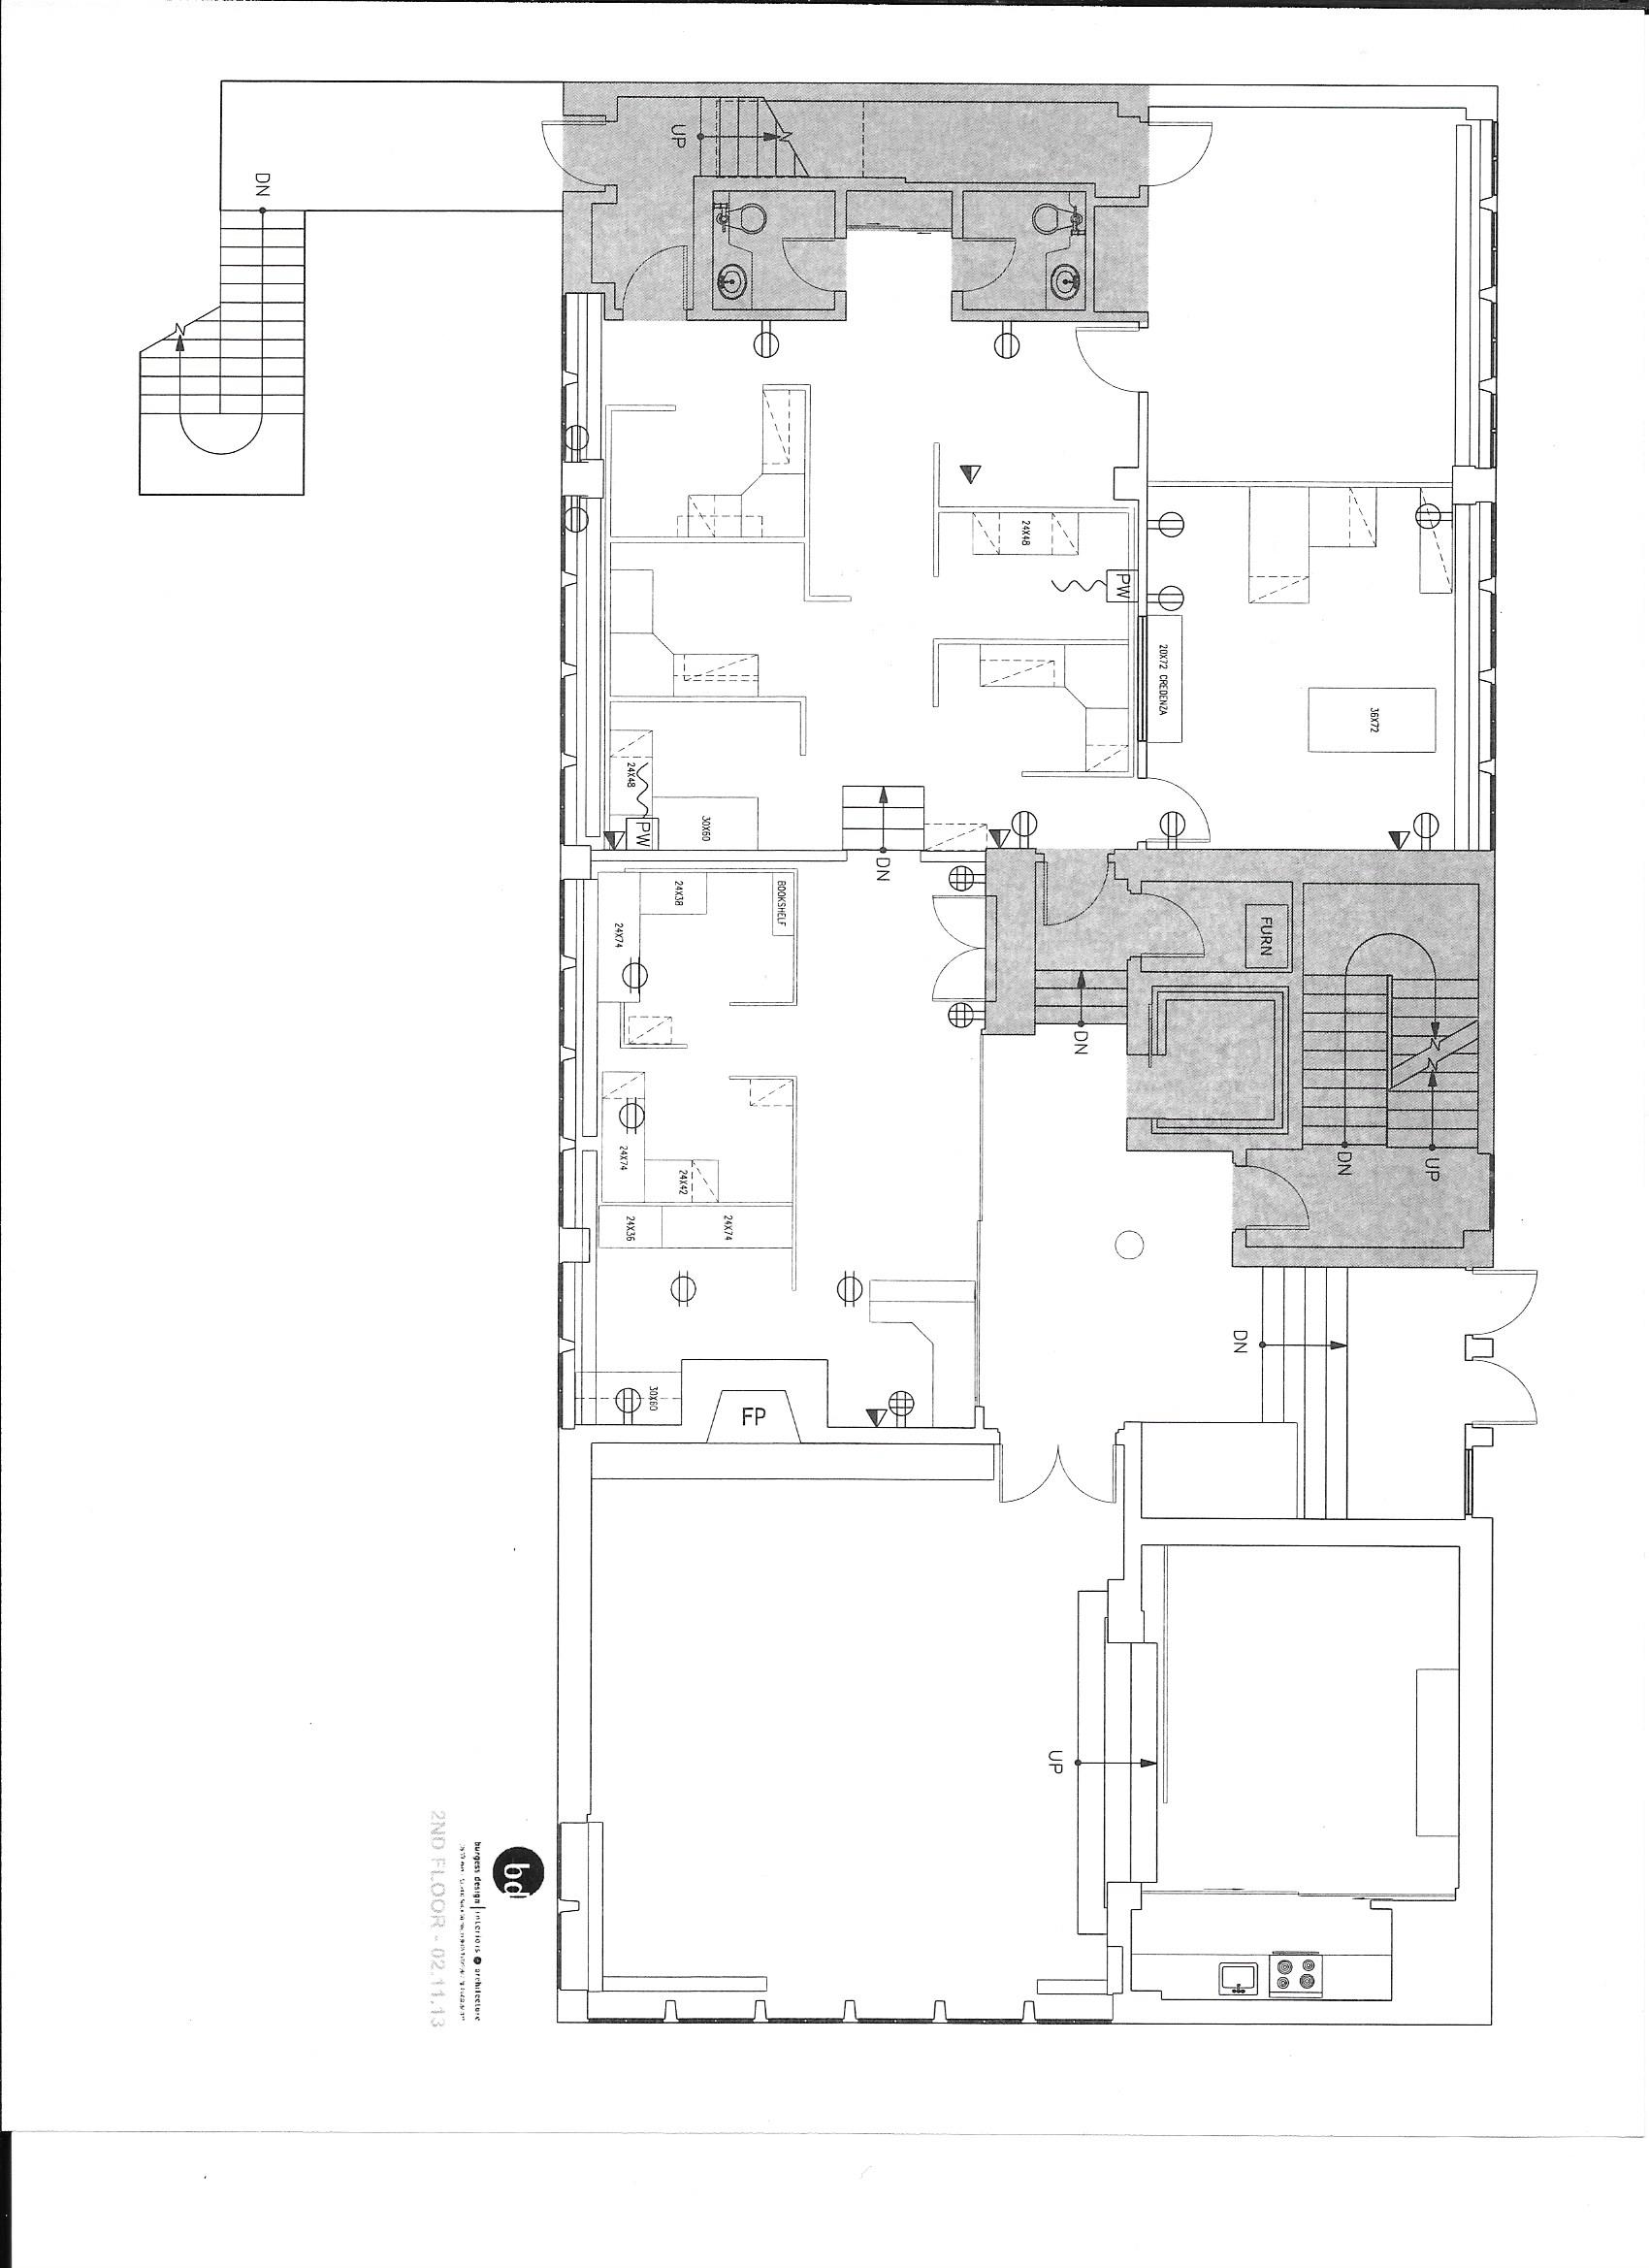 DN
UP
24X48
PW
20X72 CREDENZA
36X72
24X48
PW
30X60
DN
BOOKSHELF
24X38
24X74
FURN
DN
DN
UP
24X74
24X42
24X36
24X74
DN
30X60
FP
UP
bd
burgess design | interiors architecture
2ND FLOOR - 02.11.13